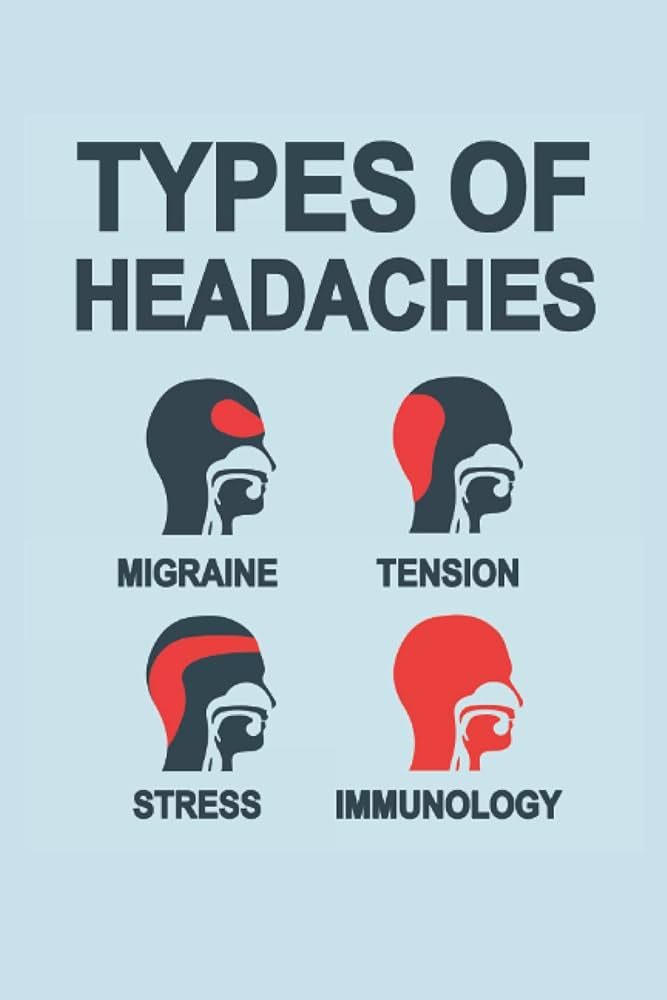 TYPES OF
HEADACHES
MIGRAINE
TENSION
STRESS
IMMUNOLOGY